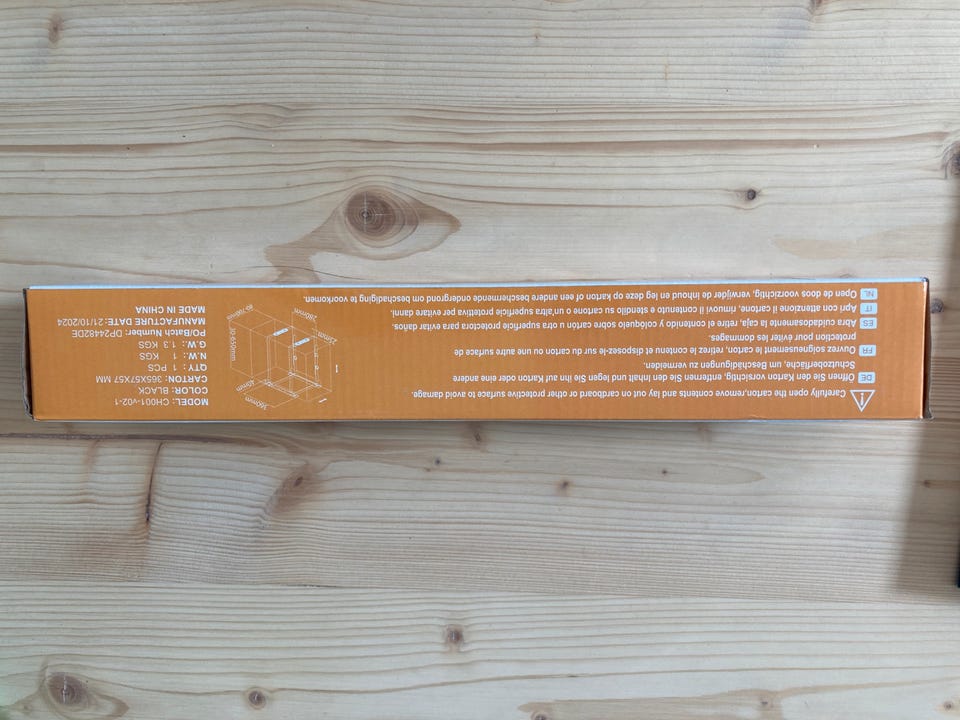 Carefully the open the carton.remove contents and lay out on cardboard or other protective surface to avoid damage.
DE Öffnen Sie den Karton vorsichtig, entfernen Sie den Inhalt und legen Sie ihn auf Karton oder eine andere
Schutzoberfläche, um Beschädigungen zu vermeiden.
FR Ouvrez soigneusement le carton, retirez le contenu et disposez-le sur du carton ou une autre surface de
protection pour éviter les dommages.
ES Abra cuidadosamente la caja, retire el contenido y colóquelo sobre cartón u otra superficie protectora para evitar daños.
IT Apri con attenzione il cartone, rimuovi il contenuto e stendilo su cartone o un'altra superficie protettiva per evitare danni.
NL Open de doos voorzichtig, verwijder de inhoud en leg deze op karton of een andere beschermende ondergrond om beschadiging te voorkomen.
360mm
280mm
MODEL: CH001-V02-1
COLOR: BLACK
CARTON: 365X57X57 MM
QTY : 1 PCS
N.W : 1 KGS
G.W : 1.3 KGS
PO/Batch Number: DP24482DE
MANUFACTURE DATE: 21/10/2024
MADE IN CHINA